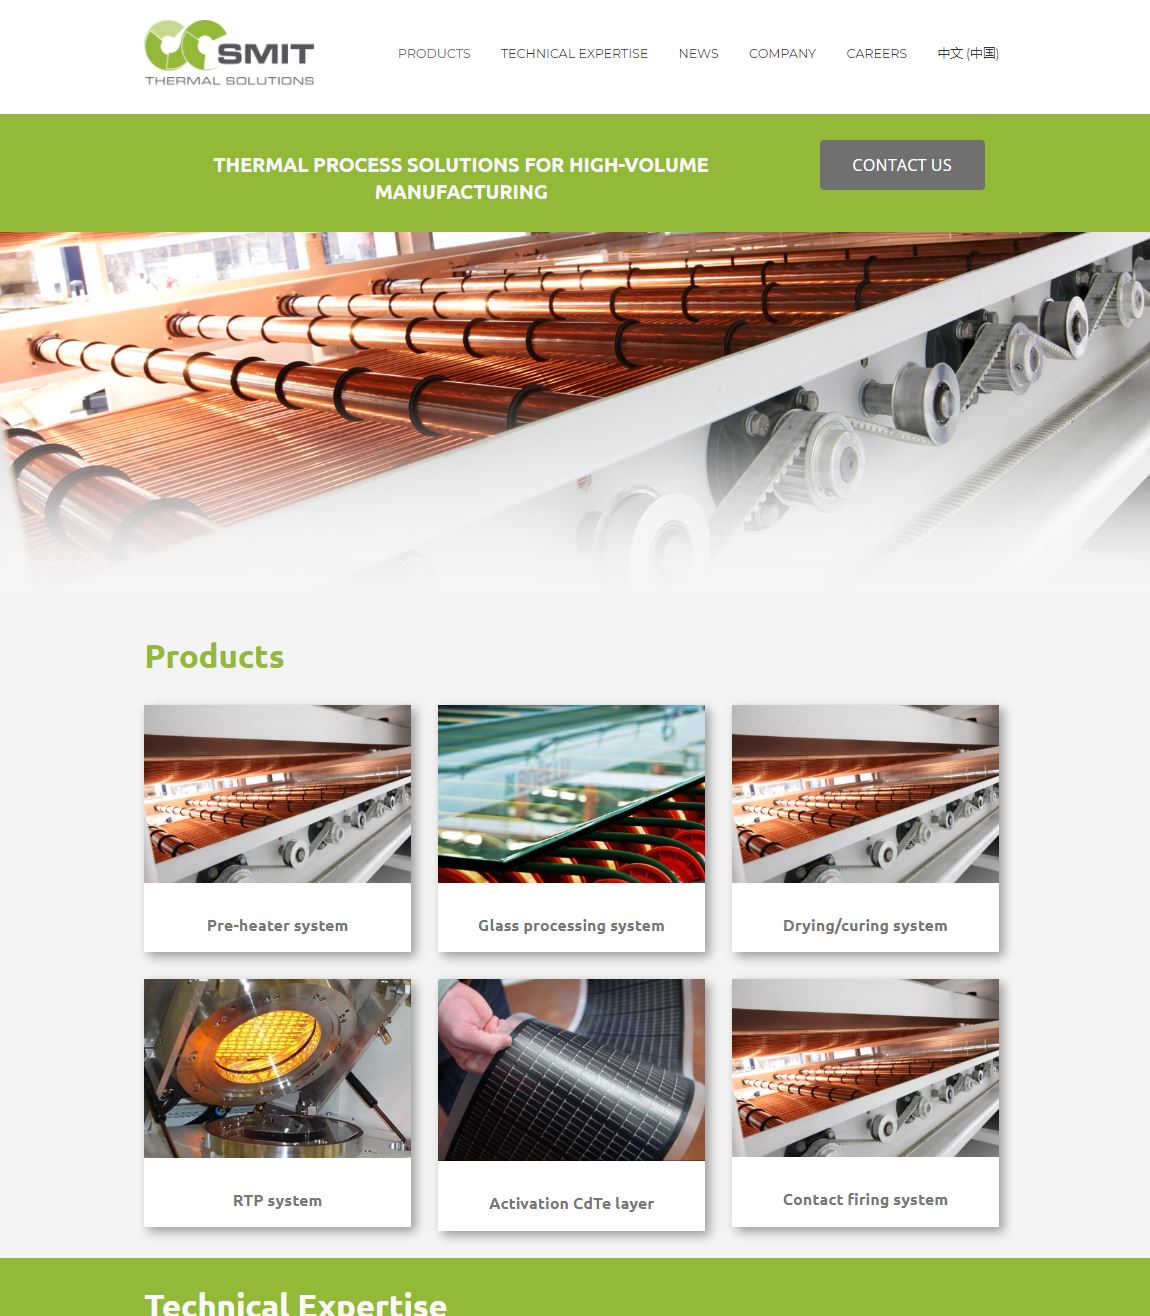 SMIT
THERMAL SOLUTIONS
PRODUCTS
TECHNICAL EXPERTISE
NEWS
COMPANY
CAREERS
中文 (中国)
THERMAL PROCESS SOLUTIONS FOR HIGH-VOLUME
MANUFACTURING
CONTACT US
Products
Pre-heater system
Glass processing system
Drying/curing system
RTP system
Activation CdTe layer
Contact firing system
Technical Expertise